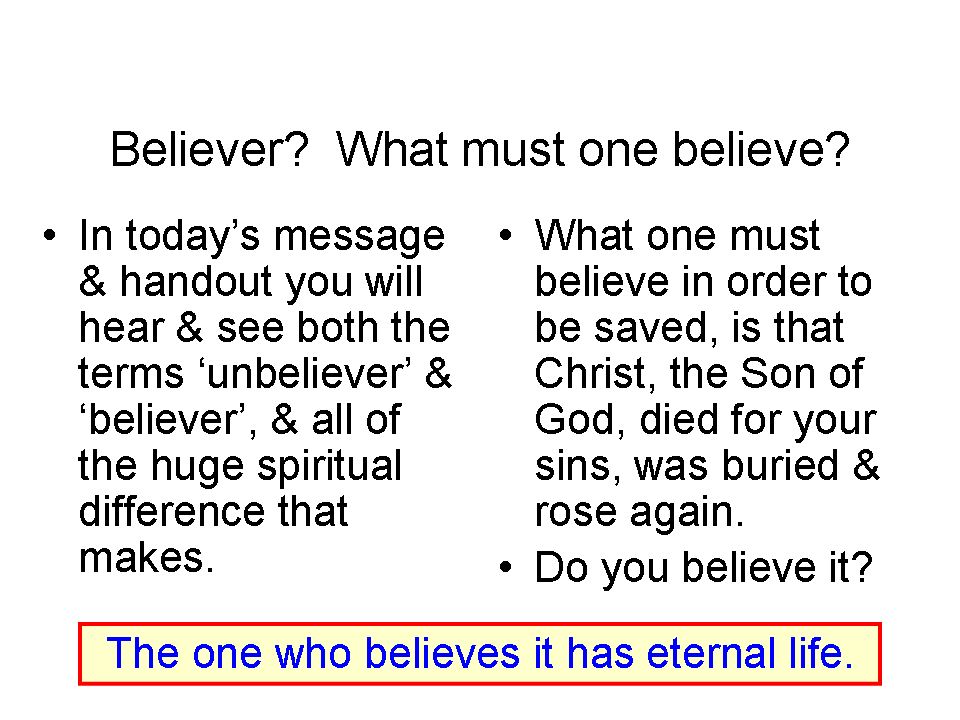 Believer?  What must one believe?
• In today’s message
& handout you will
hear & see both the
terms ‘unbeliever’ &
‘believer’, & all of
the huge spiritual
difference that
makes.
• What one must
believe in order to
be saved, is that
Christ, the Son of
God, died for your
sins, was buried &
rose again.
• Do you believe it?
The one who believes it has eternal life.